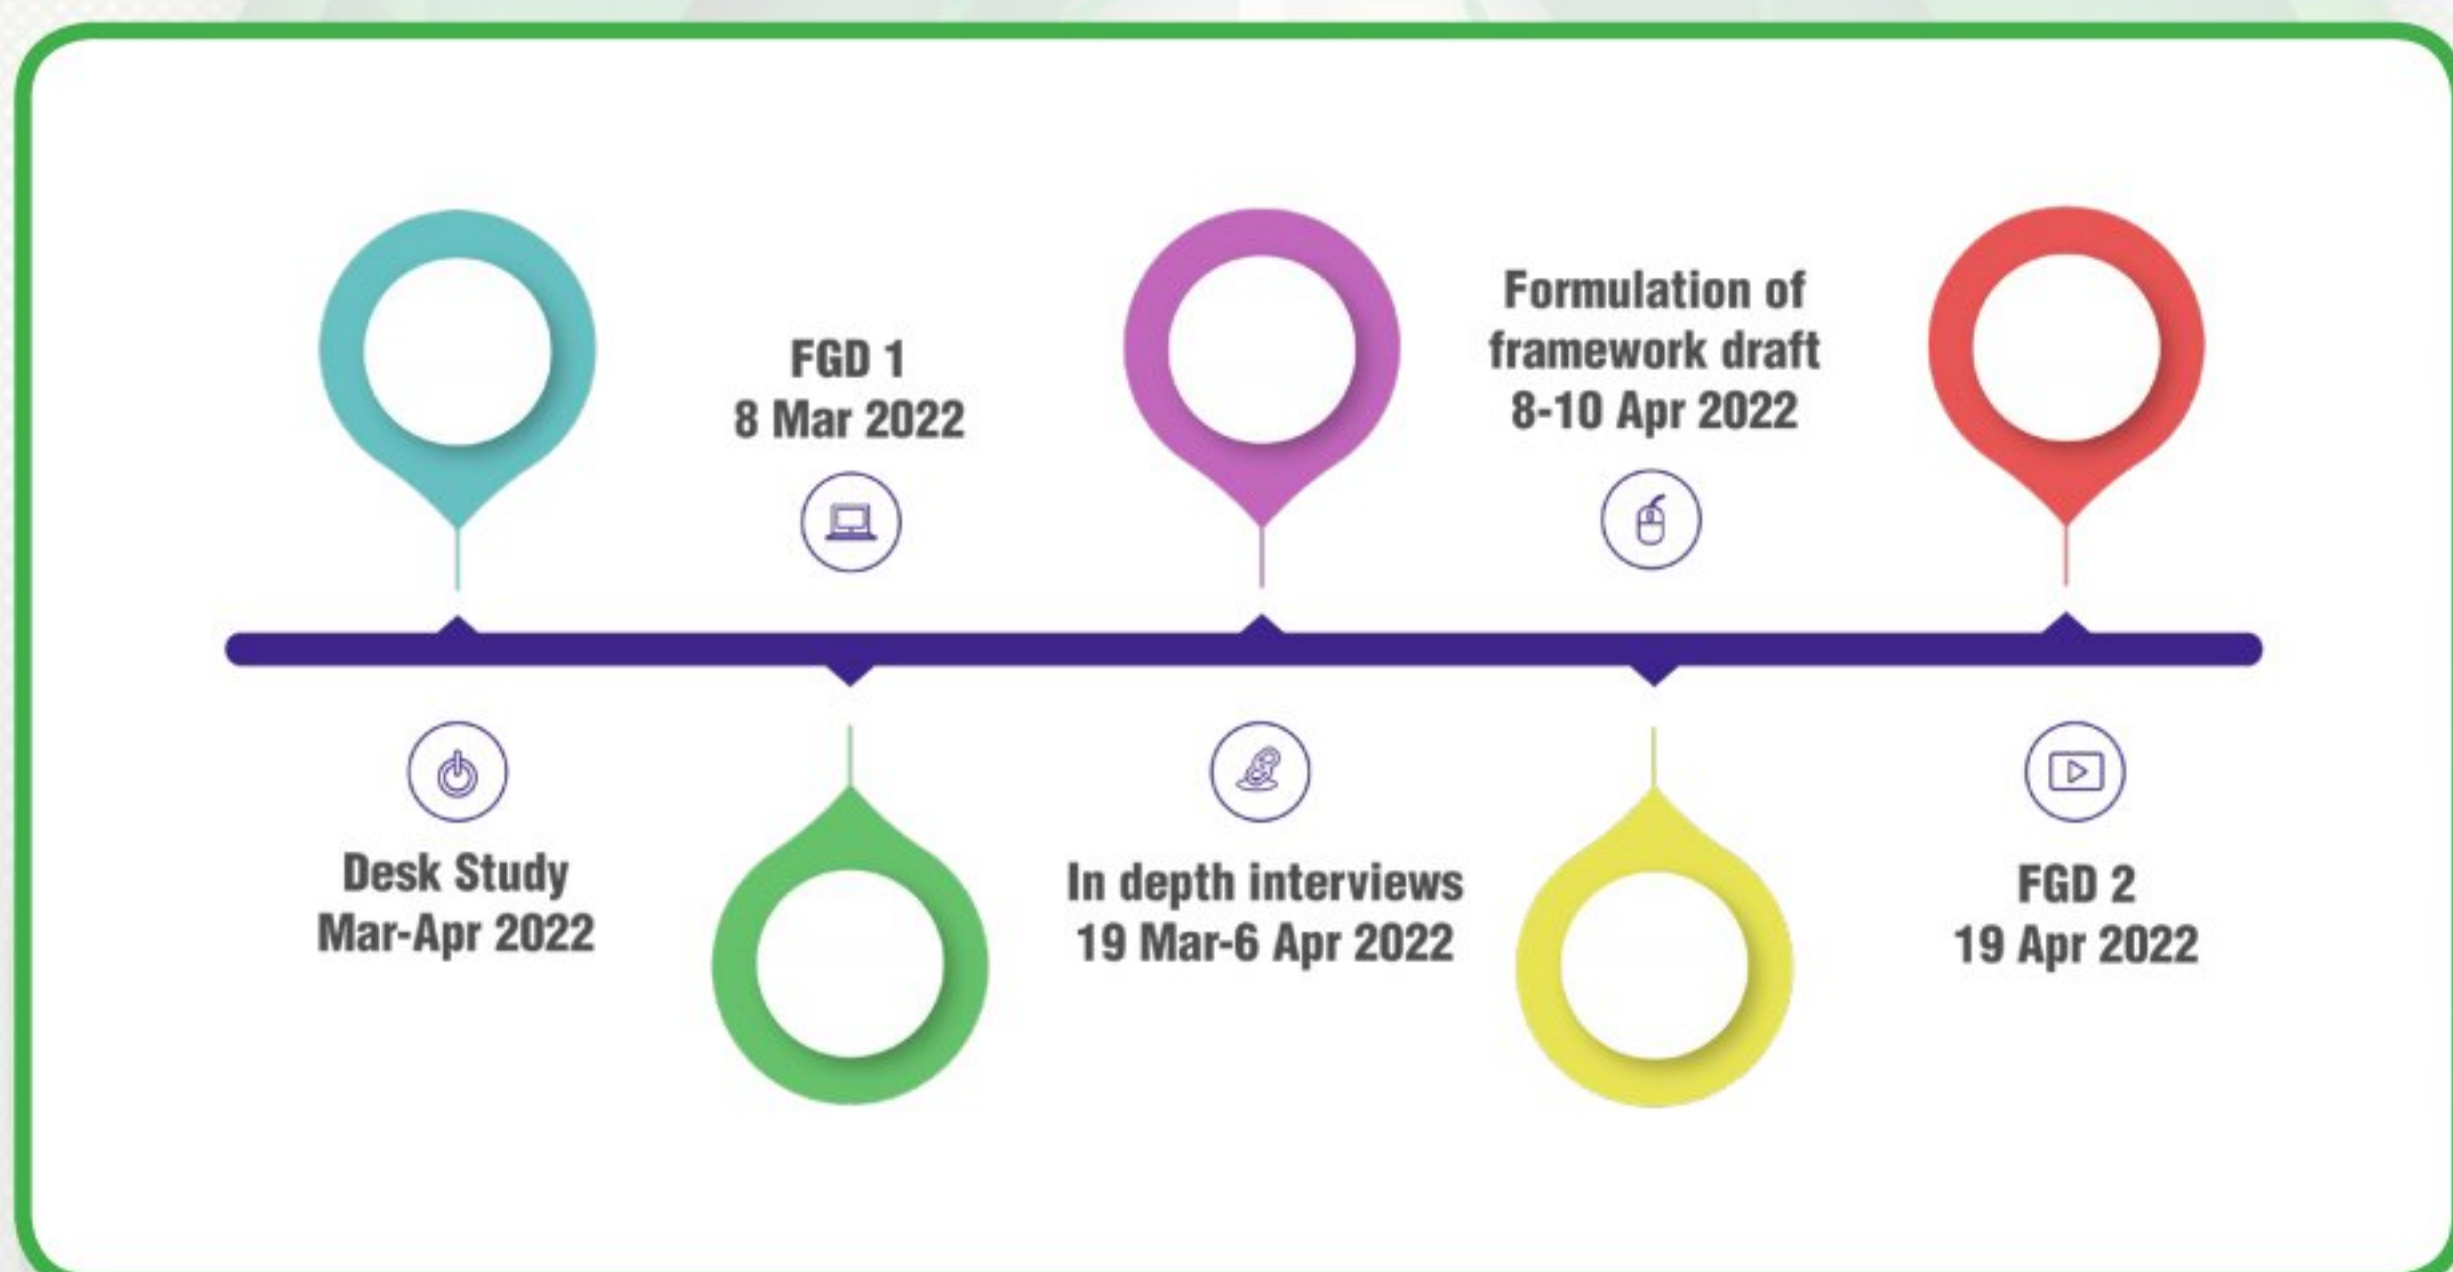 Desk Study
Mar-Apr 2022
FGD 1
8 Mar 2022
In depth interviews
19 Mar-6 Apr 2022
Formulation of
framework draft
8-10 Apr 2022
FGD 2
19 Apr 2022